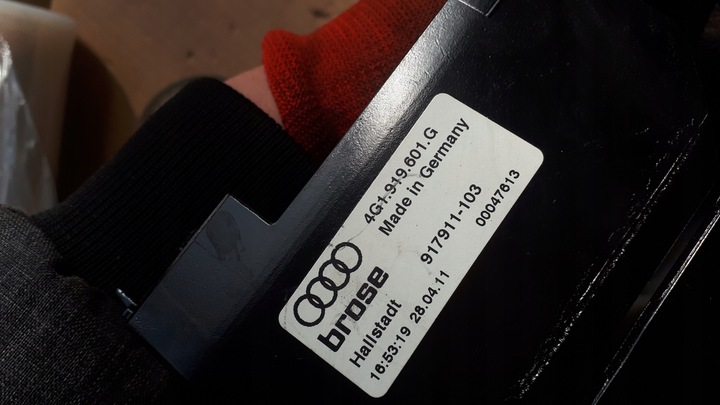 4G1.919.601.G
Made in Germany
brose
917911-103
Hallstadt
00047613
16:53:19 28.04.11